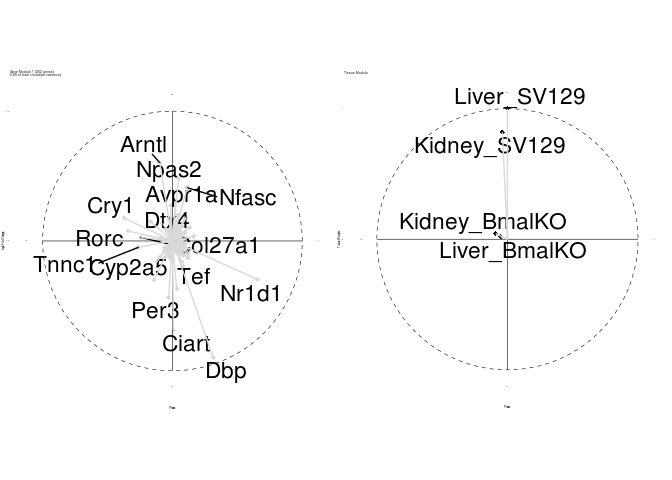 Tissue Module
Liver_SV129
Arntl
Kidney_SV129
Npas2
Avpr1a
Nfasc
Cry1
Kidney_BmalKO
Rorc
Col27a1
Liver_BmalKO
Tnnc1
Cyp2a5
Tef
Nr1d1
Per3
Ciart
Dbp